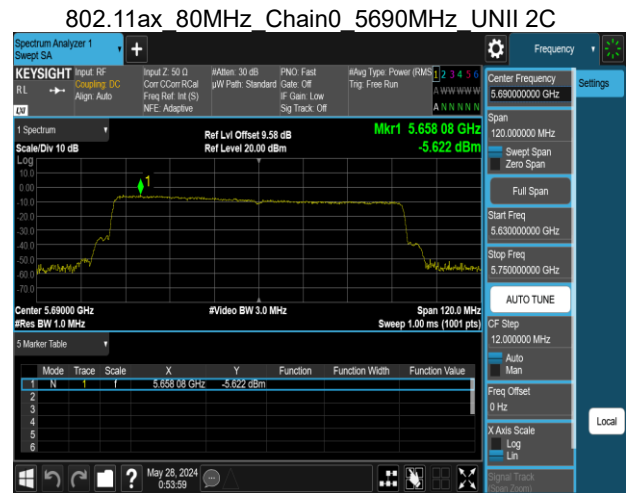 802.11ax_80MHz_Chain0_5690MHz_UNII 2C
Spectrum Analyzer 1
Swept SA
Frequency
KEYSIGHT
RL
LXI
Input: RF
Coupling: DC
Align: Auto
Input Z: 50 Ω
Corr CCorr RCal
Freq Ref: Int (S)
NFE: Adaptive
#Atten: 30 dB
µW Path: Standard
PNO: Fast
Gate: Off
IF Gain: Low
Sig Track: Off
#Avg Type: Power (RMS
Trig: Free Run
1 2 3 4 5 6
A W W W W W
A N N N N N
Center Frequency
5.690000000 GHz
Settings
1 Spectrum
Scale/Div 10 dB
Ref Lvl Offset 9.58 dB
Ref Level 20.00 dBm
Mkr1 5.658 08 GHz
-5.622 dBm
Span
120.000000 MHz
Swept Span
Zero Span
Full Span
Start Freq
5.630000000 GHz
Stop Freq
5.750000000 GHz
AUTO TUNE
CF Step
12.000000 MHz
Auto
Man
Freq Offset
0 Hz
X Axis Scale
Log
Lin
Signal Track
(Span Zoom)
Local
Log
10.0
0.00
-10.0
-20.0
-30.0
-40.0
-50.0
-60.0
-70.0
1
Center 5.69000 GHz
#Res BW 1.0 MHz
#Video BW 3.0 MHz
Span 120.0 MHz
Sweep 1.00 ms (1001 pts)
5 Marker Table
Mode Trace Scale X Y Function Function Width Function Value
1 N 1 f 5.658 08 GHz -5.622 dBm
2
3
4
5
6
?
May 28, 2024
0:53:59